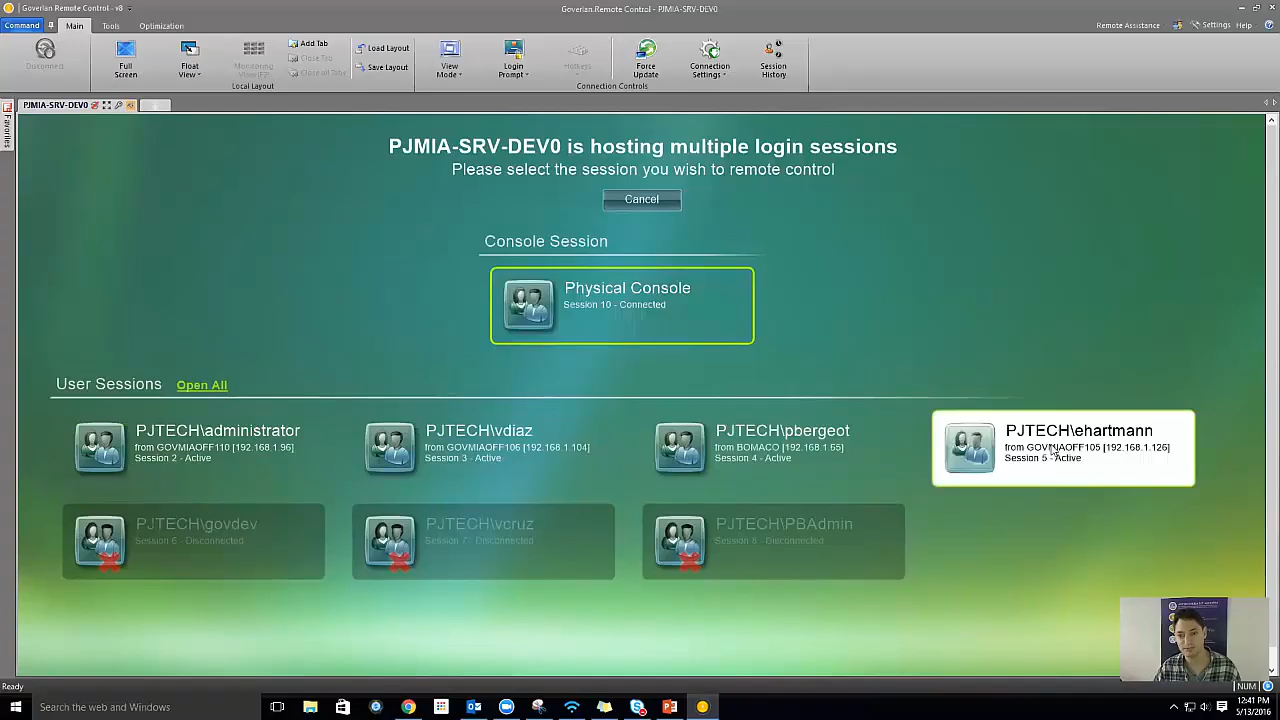 Goverlan Remote Control - v8
Goverlan.Remote Control - PJMIA-SRV-DEV0
Command
Main
Tools
Optimization
Remote Assistance
Settings
Help
Disconnect
Full Screen
Float View
Monitoring View [F2]
Add Tab
Close Tab
Close all Tabs
Load Layout
Save Layout
View Mode
Login Prompt
Hotkeys
Force Update
Connection Settings
Session History
Local Layout
Connection Controls
PJMIA-SRV-DEV0
Favorites
PJMIA-SRV-DEV0 is hosting multiple login sessions
Please select the session you wish to remote control
Cancel
Console Session
Physical Console
Session 10 - Connected
User Sessions
Open All
PJTECH\administrator
from GOVMIAOFF110 [192.168.1.96]
Session 2 - Active
PJTECH\vdiaz
from GOVMIAOFF106 [192.168.1.104]
Session 3 - Active
PJTECH\pbergeot
from BOMACO [192.168.1.65]
Session 4 - Active
PJTECH\ehartmann
from GOVMIAOFF105 [192.168.1.126]
Session 5 - Active
PJTECH\govdev
Session 6 - Disconnected
PJTECH\vcruz
Session 7 - Disconnected
PJTECH\PBAdmin
Session 8 - Disconnected
Ready
NUM
Search the web and Windows
12:41 PM
5/13/2016